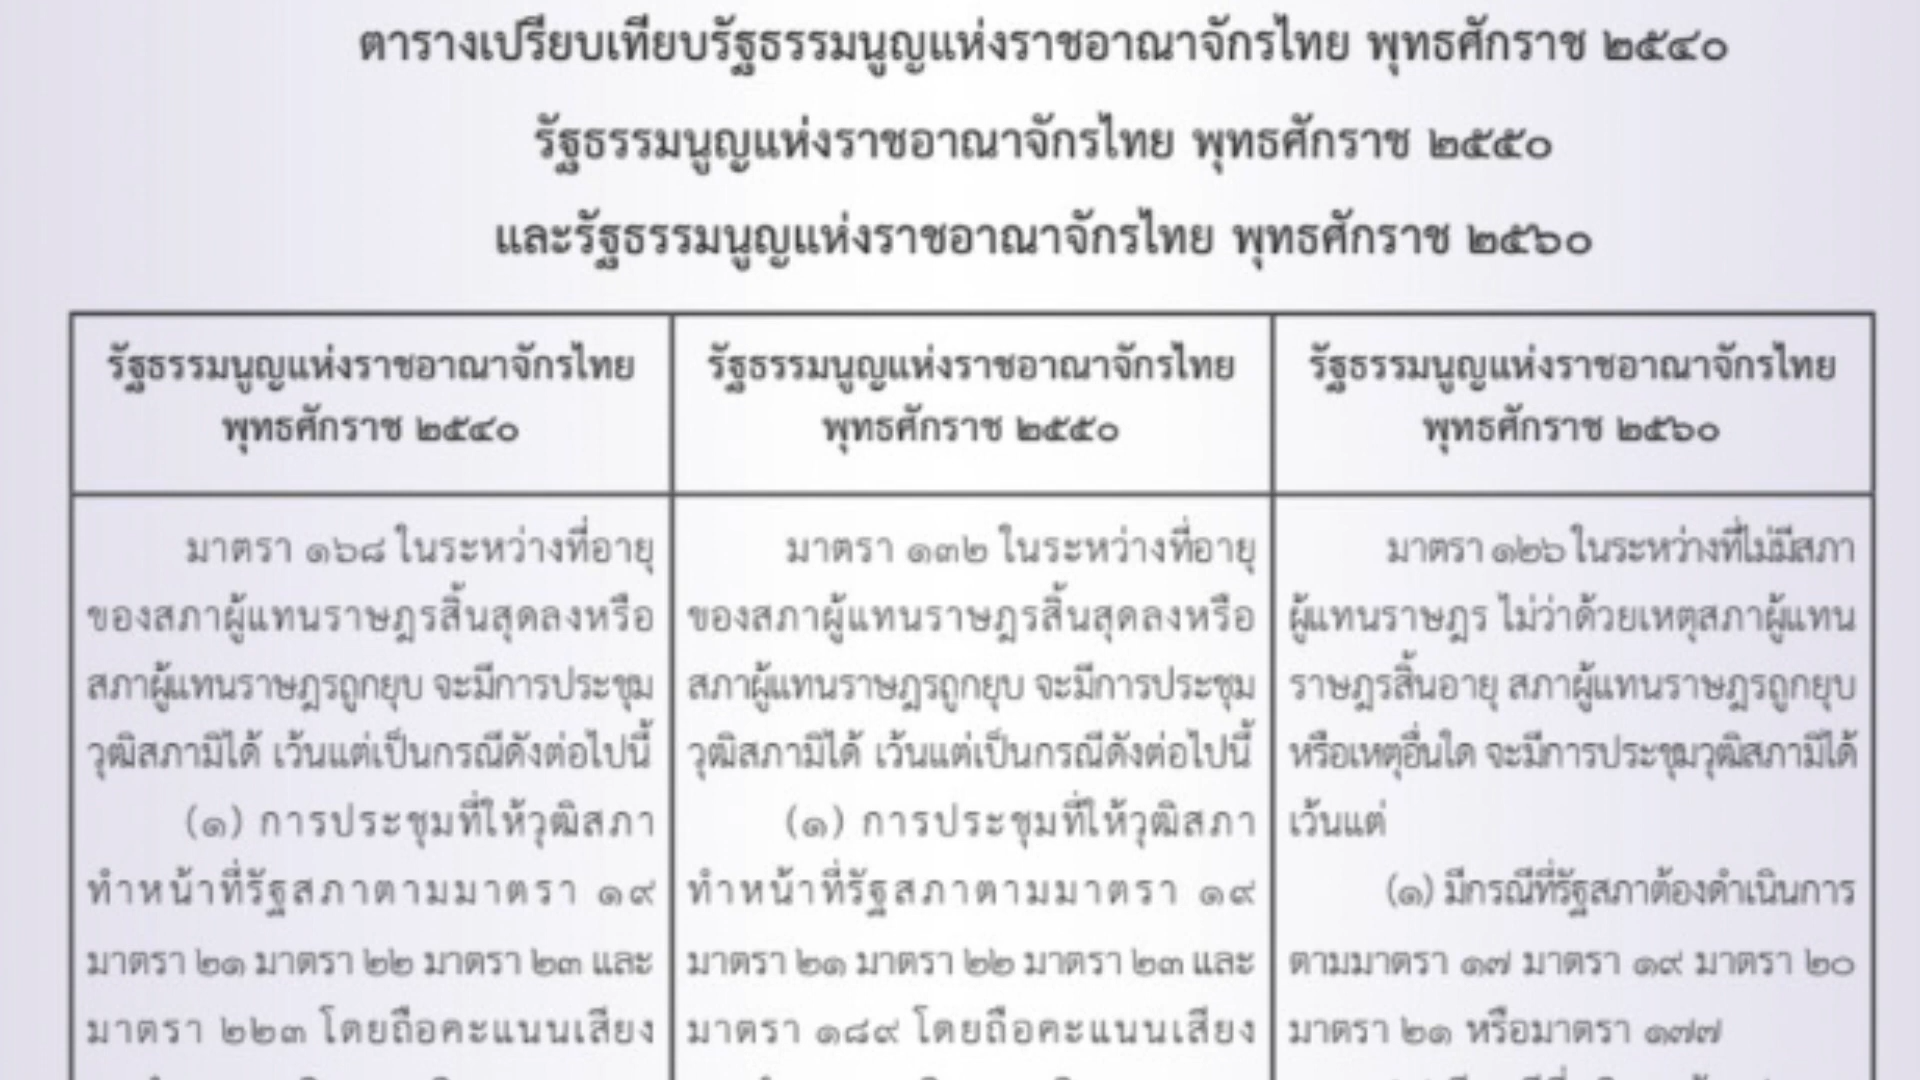 ตารางเปรียบเทียบรัฐธรรมนูญแห่งราชอาณาจักรไทย พุทธศักราช ๒๕๔๐
รัฐธรรมนูญแห่งราชอาณาจักรไทย พุทธศักราช ๒๕๕๐
และรัฐธรรมนูญแห่งราชอาณาจักรไทย พุทธศักราช ๒๕๖๐
รัฐธรรมนูญแห่งราชอาณาจักรไทย
พุทธศักราช ๒๕๔๐
รัฐธรรมนูญแห่งราชอาณาจักรไทย
พุทธศักราช ๒๕๕๐
รัฐธรรมนูญแห่งราชอาณาจักรไทย
พุทธศักราช ๒๕๖๐
มาตรา ๑๖๘ ในระหว่างที่อายุ
ของสภาผู้แทนราษฎรสิ้นสุดลงหรือ
สภาผู้แทนราษฎรถูกยุบ จะมีการประชุม
วุฒิสภามิได้ เว้นแต่เป็นกรณีดังต่อไปนี้
(๑) การประชุมที่ให้วุฒิสภา
ทำหน้าที่รัฐสภาตามมาตรา ๑๙
มาตรา ๒๑ มาตรา ๒๒ มาตรา ๒๓ และ
มาตรา ๒๒๓ โดยถือคะแนนเสียง
มาตรา ๑๓๒ ในระหว่างที่อายุ
ของสภาผู้แทนราษฎรสิ้นสุดลงหรือ
สภาผู้แทนราษฎรถูกยุบ จะมีการประชุม
วุฒิสภามิได้ เว้นแต่เป็นกรณีดังต่อไปนี้
(๑) การประชุมที่ให้วุฒิสภา
ทำหน้าที่รัฐสภาตามมาตรา ๑๙
มาตรา ๒๑ มาตรา ๒๒ มาตรา ๒๓ และ
มาตรา ๑๘๙ โดยถือคะแนนเสียง
มาตรา ๑๒๖ ในระหว่างที่ไม่มีสภา
ผู้แทนราษฎร ไม่ว่าด้วยเหตุสภาผู้แทน
ราษฎรสิ้นอายุ สภาผู้แทนราษฎรถูกยุบ
หรือเหตุอื่นใด จะมีการประชุมวุฒิสภามิได้
เว้นแต่
(๑) มีกรณีที่รัฐสภาต้องดำเนินการ
ตามมาตรา ๑๗ มาตรา ๑๙ มาตรา ๒๐
มาตรา ๒๑ หรือมาตรา ๑๗๗